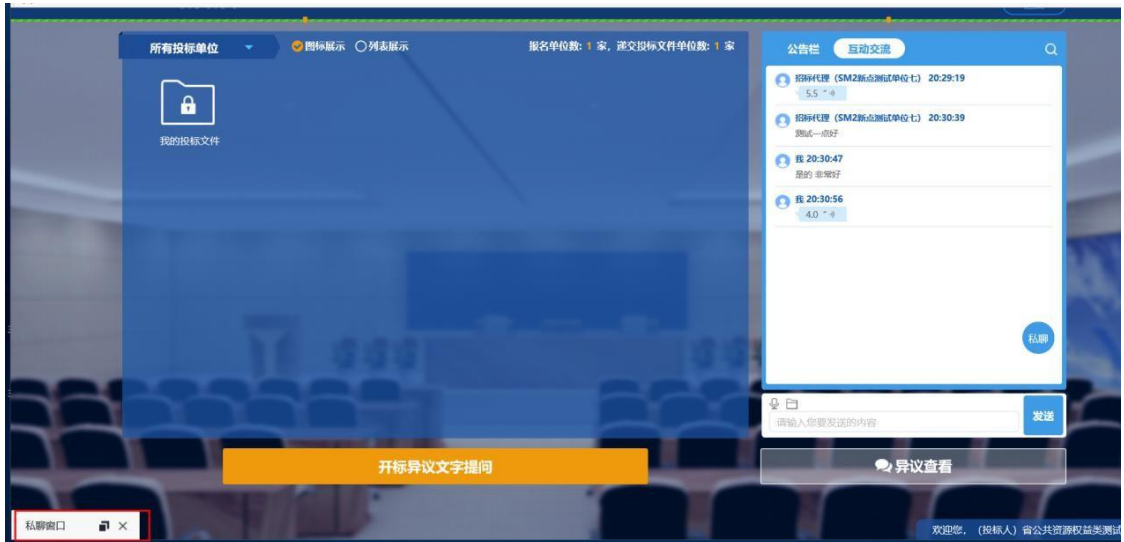 所有投标单位
图标展示 列表展示
报名单位数: 1 家, 递交投标文件单位数: 1 家
我的投标文件
公告栏 互动交流
招标代理 (SM2新点测试单位七) 20:29:19
5.5 "
招标代理 (SM2新点测试单位七) 20:30:39
测试一点好
我 20:30:47
是的 非常好
我 20:30:56
4.0 "
私聊
请输入您要发送的内容
发送
开标异议文字提问
异议查看
私聊窗口
欢迎您, (投标人) 省公共资源权益类测试